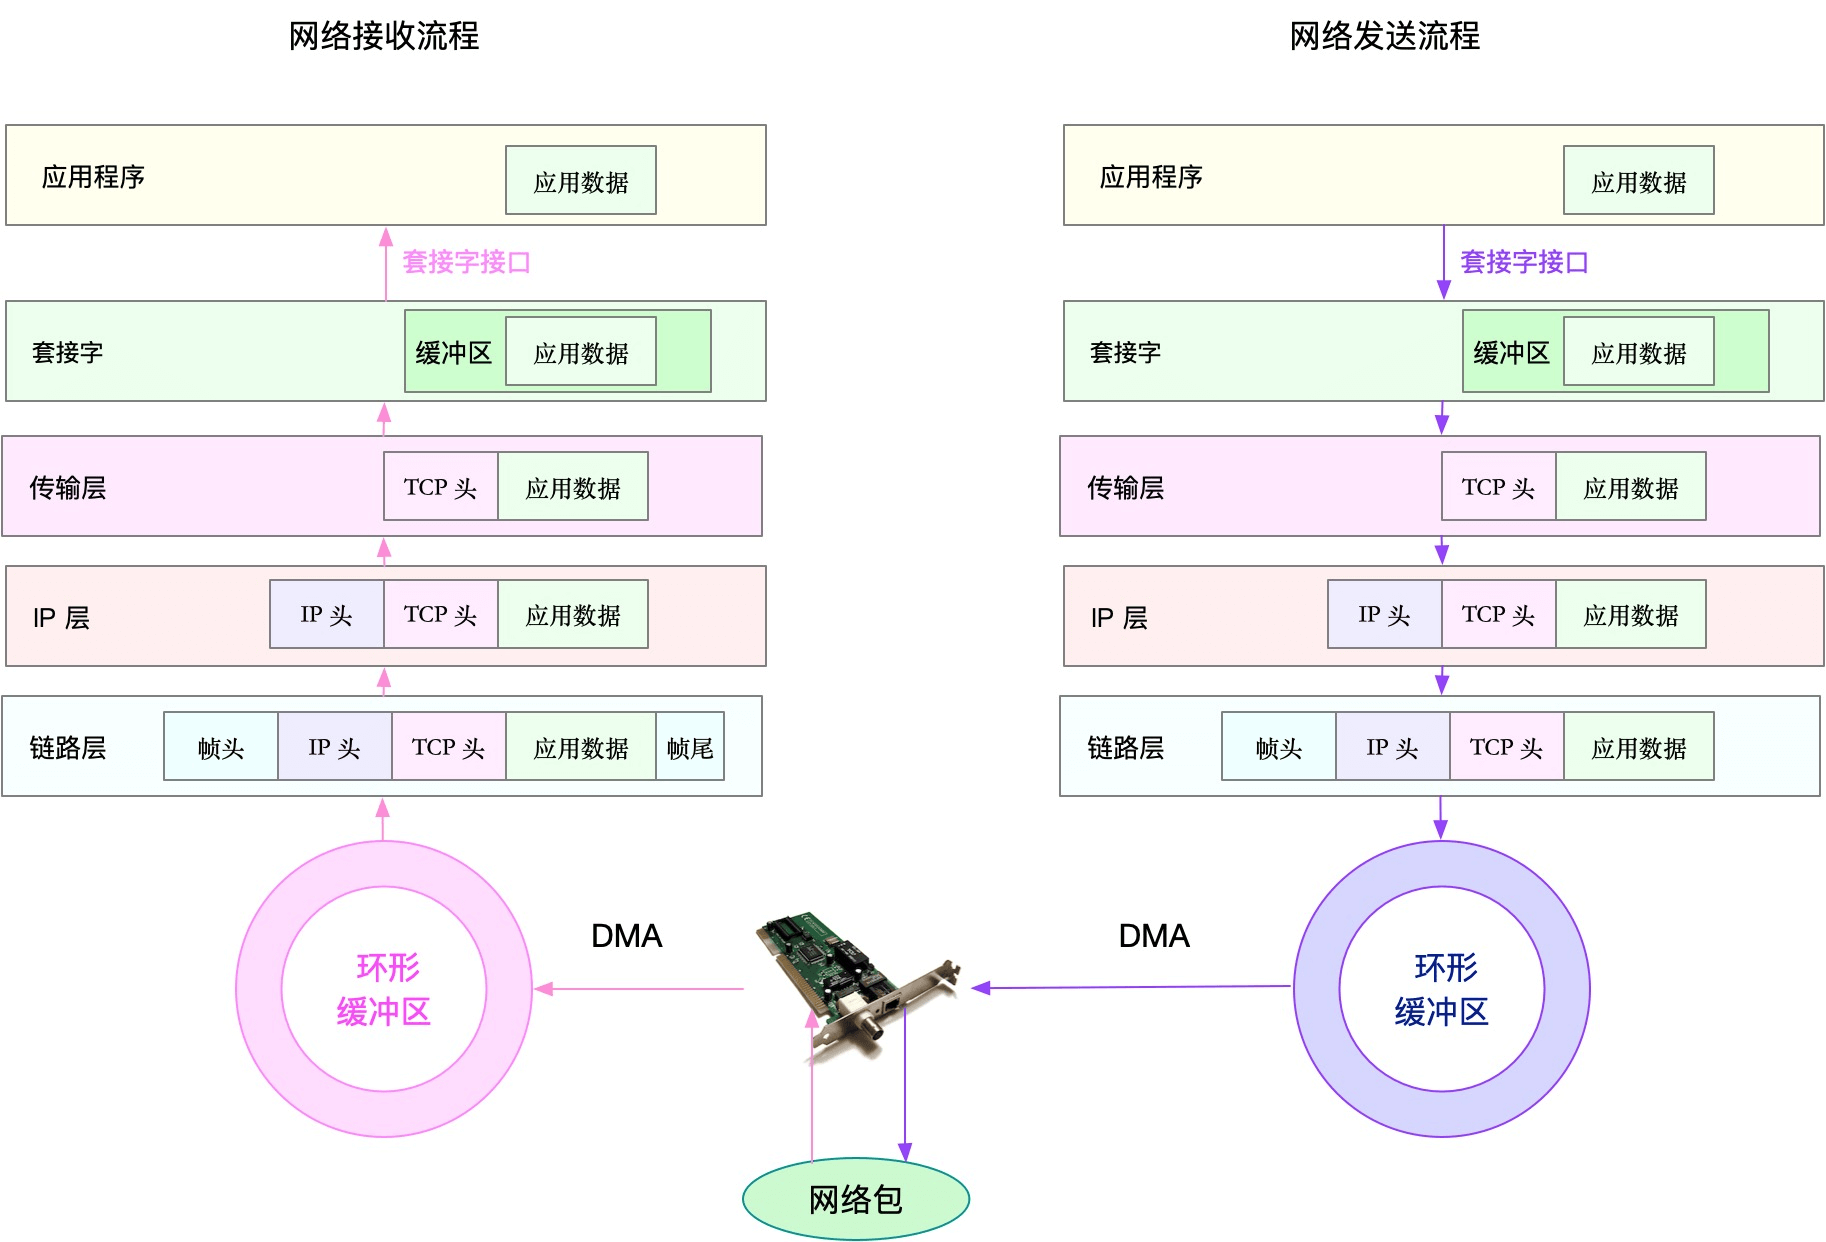 网络接收流程
应用程序
应用数据
套接字接口
套接字
缓冲区
应用数据
传输层
TCP 头
应用数据
IP 层
IP 头
TCP 头
应用数据
链路层
帧头
IP 头
TCP 头
应用数据
帧尾
环形
缓冲区
DMA
网络包
网络发送流程
应用程序
应用数据
套接字接口
套接字
缓冲区
应用数据
传输层
TCP 头
应用数据
IP 层
IP 头
TCP 头
应用数据
链路层
帧头
IP 头
TCP 头
应用数据
DMA
环形
缓冲区